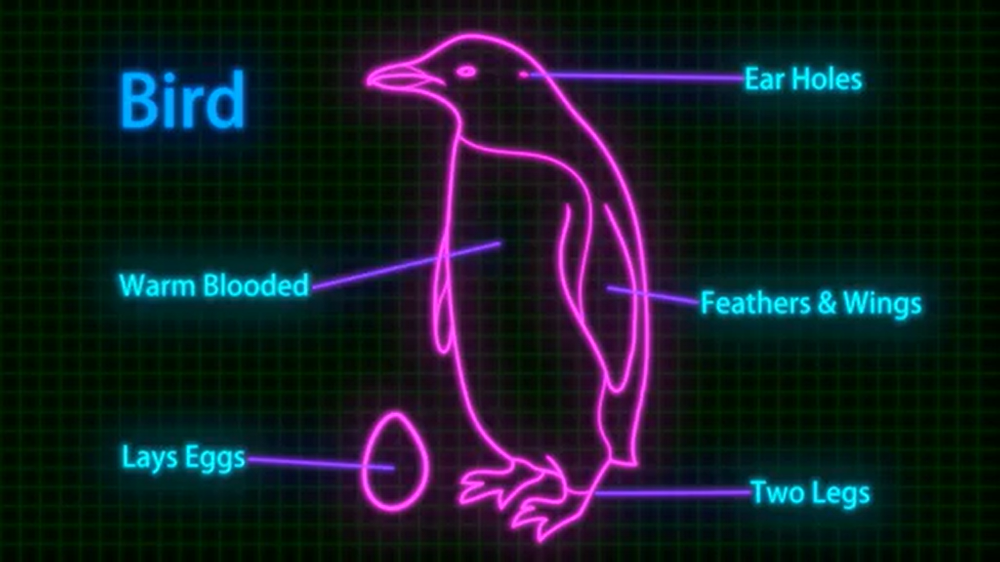 Bird
Ear Holes
Warm Blooded
Feathers & Wings
Lays Eggs
Two Legs